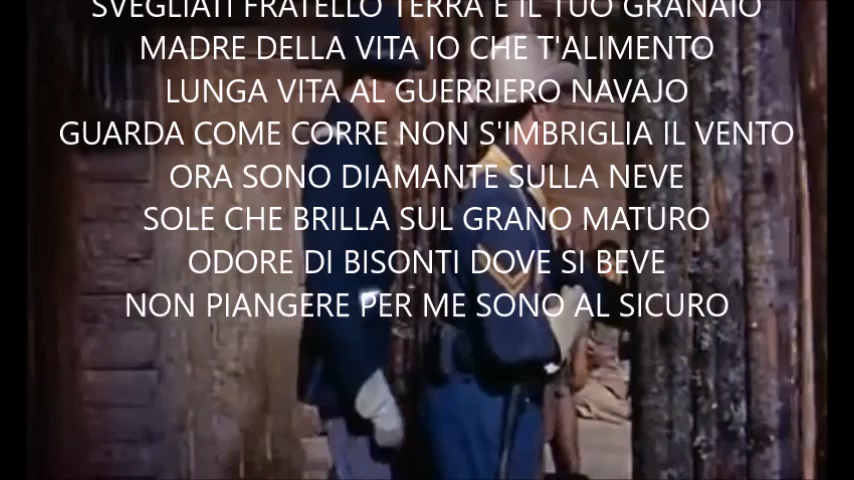 SVEGLIATI FRATELLO TERRA E IL TUO GRANAIO
MADRE DELLA VITA IO CHE T'ALIMENTO
LUNGA VITA AL GUERRIERO NAVAJO
GUARDA COME CORRE NON S'IMBRIGLIA IL VENTO
ORA SONO DIAMANTE SULLA NEVE
SOLE CHE BRILLA SUL GRANO MATURO
ODORE DI BISONTI DOVE SI BEVE
NON PIANGERE PER ME SONO AL SICURO